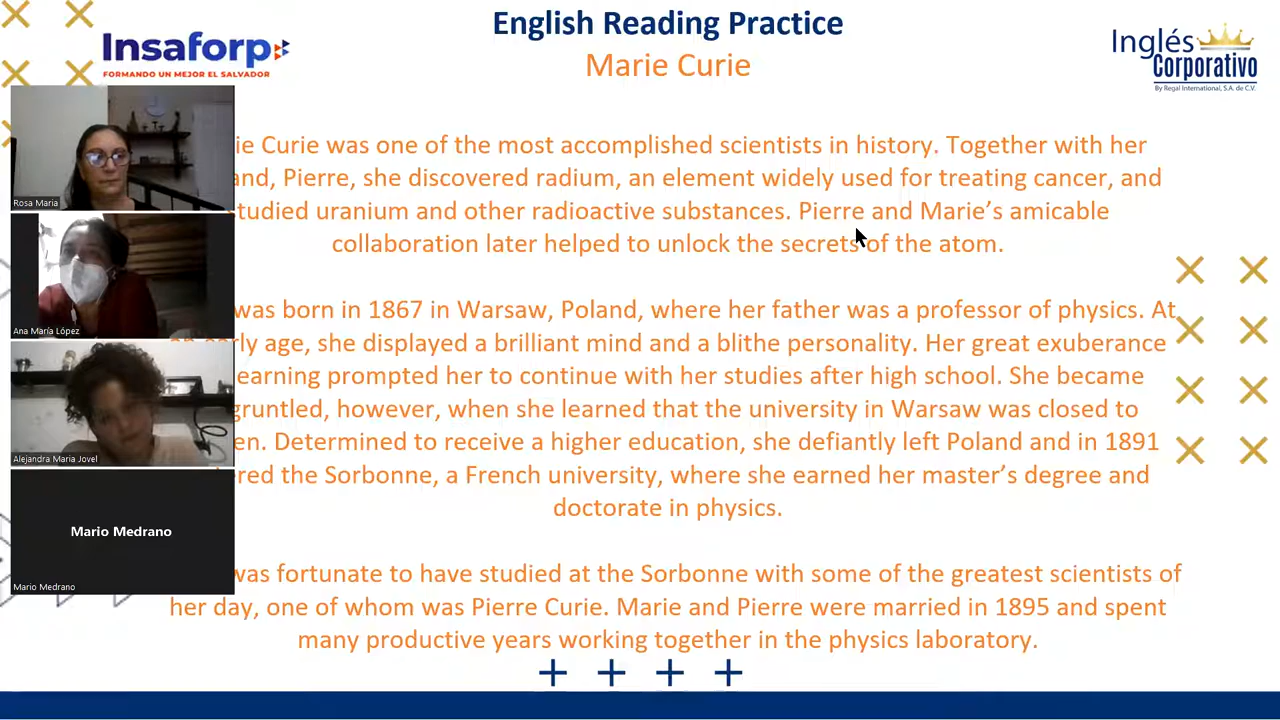 English Reading Practice
Marie Curie
Insaforp
FORMANDO UN MEJOR EL SALVADOR
Inglés
Corporativo
By Regal International, S.A. de C.V.
Curie was one of the most accomplished scientists in history. Together with her
Pierre, she discovered radium, an element widely used for treating cancer, and
studied uranium and other radioactive substances. Pierre and Marie’s amicable
collaboration later helped to unlock the secrets of the atom.
was born in 1867 in Warsaw, Poland, where her father was a professor of physics. At
early age, she displayed a brilliant mind and a blithe personality. Her great exuberance
prompted her to continue with her studies after high school. She became
however, when she learned that the university in Warsaw was closed to
Determined to receive a higher education, she defiantly left Poland and in 1891
the Sorbonne, a French university, where she earned her master’s degree and
doctorate in physics.
was fortunate to have studied at the Sorbonne with some of the greatest scientists of
her day, one of whom was Pierre Curie. Marie and Pierre were married in 1895 and spent
many productive years working together in the physics laboratory.
Rosa Maria
Ana María López
Alejandra Maria Jovel
Mario Medrano
Mario Medrano